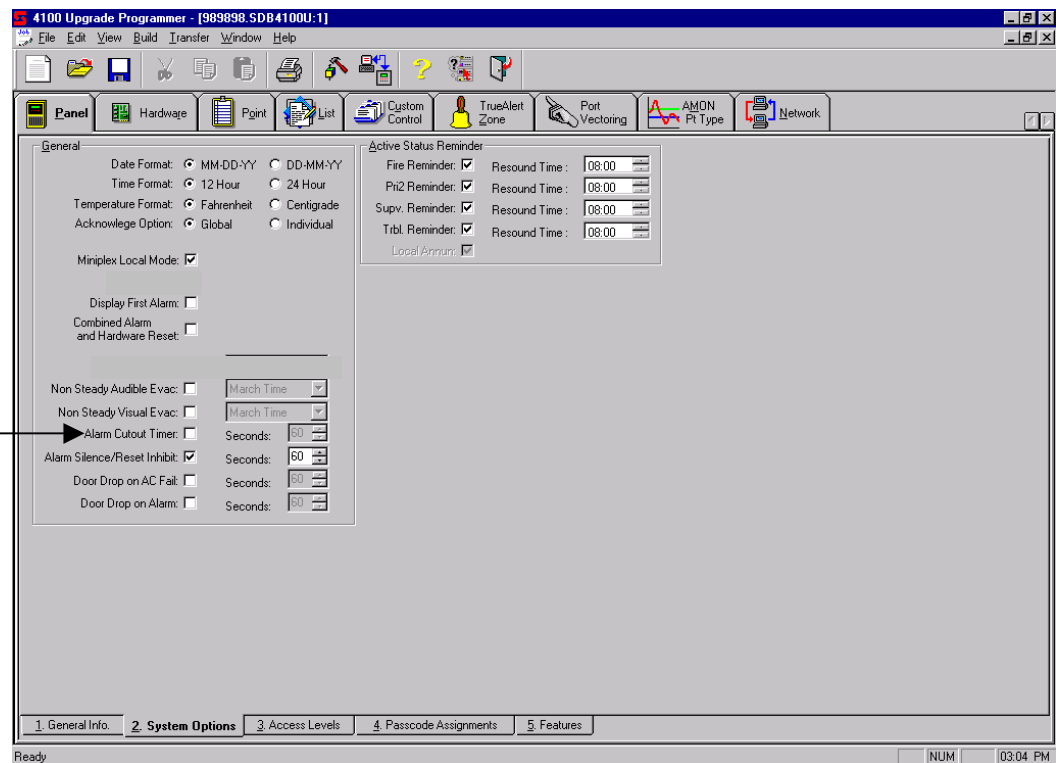 4100 Upgrade Programmer - [989898.SDB4100U:1]
File Edit View Build Transfer Window Help
Panel Hardware Point List Custom Control TrueAlert Zone Port Vectoring AMON Pt Type Network
General
Date Format: MM-DD-YY DD-MM-YY
Time Format: 12 Hour 24 Hour
Temperature Format: Fahrenheit Centigrade
Acknowlege Option: Global Individual
Miniplex Local Mode:
Display First Alarm:
Combined Alarm
and Hardware Reset:
Non Steady Audible Evac: March Time
Non Steady Visual Evac: March Time
Alarm Cutout Timer: Seconds: 60
Alarm Silence/Reset Inhibit: Seconds: 60
Door Drop on AC Fail: Seconds: 60
Door Drop on Alarm: Seconds: 60
Active Status Reminder
Fire Reminder: Resound Time : 08:00
Pri2 Reminder: Resound Time : 08:00
Supv. Reminder: Resound Time : 08:00
Trbl. Reminder: Resound Time : 08:00
Local Annun:
1. General Info. 2. System Options 3. Access Levels 4. Passcode Assignments 5. Features
Ready NUM 03:04 PM